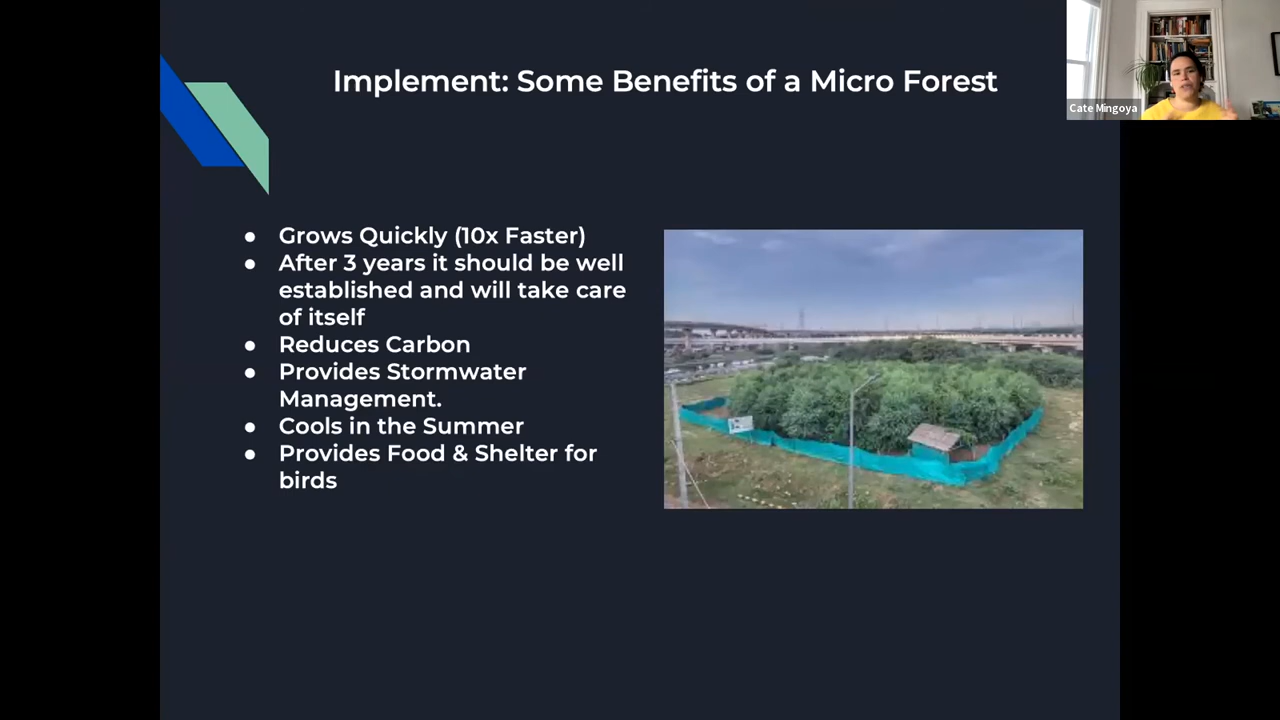 Implement: Some Benefits of a Micro Forest
Cate Mingoya
● Grows Quickly (10x Faster)
● After 3 years it should be well
established and will take care
of itself
● Reduces Carbon
● Provides Stormwater
Management.
● Cools in the Summer
● Provides Food & Shelter for
birds